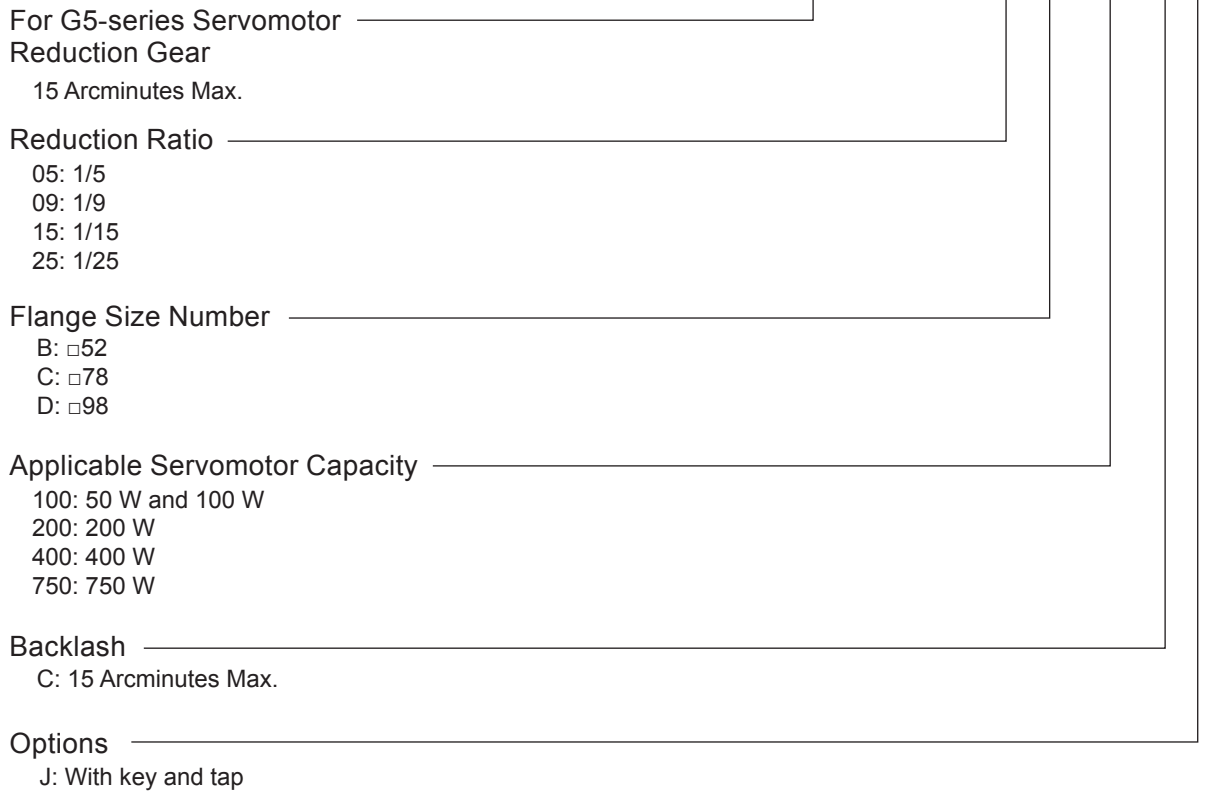 For G5-series Servomotor
Reduction Gear
15 Arcminutes Max.
Reduction Ratio
05: 1/5
09: 1/9
15: 1/15
25: 1/25
Flange Size Number
B: □52
C: □78
D: □98
Applicable Servomotor Capacity
100: 50 W and 100 W
200: 200 W
400: 400 W
750: 750 W
Backlash
C: 15 Arcminutes Max.
Options
J: With key and tap